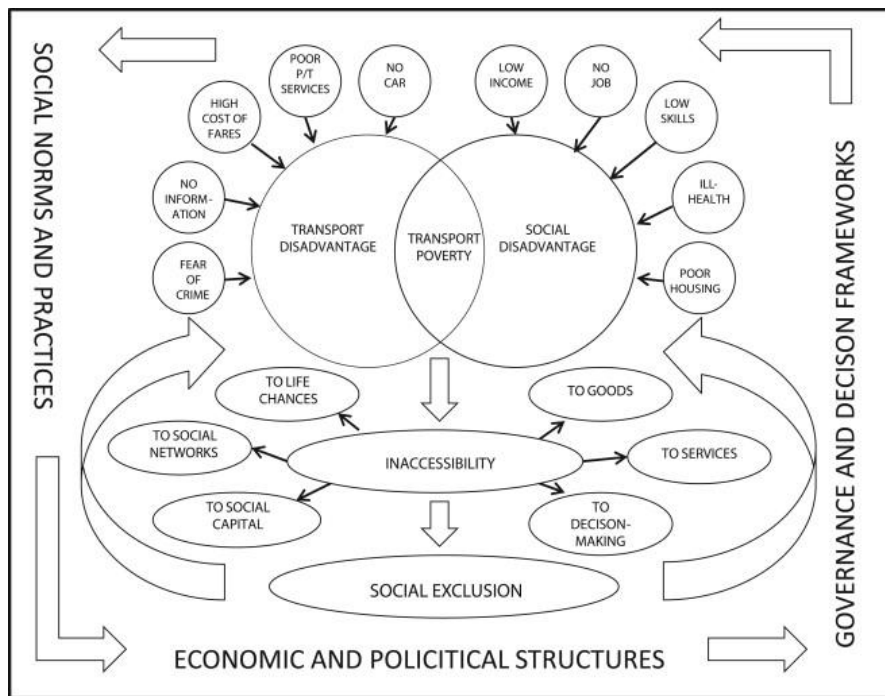 SOCIAL NORMS AND PRACTICES
POOR
P/T
SERVICES
NO
CAR
LOW
INCOME
NO
JOB
HIGH
COST OF
FARES
LOW
SKILLS
NO
INFORM-
ATION
ILL-
HEALTH
FEAR
OF
CRIME
POOR
HOUSING
TRANSPORT
DISADVANTAGE
TRANSPORT
POVERTY
SOCIAL
DISADVANTAGE
GOVERNANCE AND DECISON FRAMEWORKS
TO LIFE
CHANCES
TO GOODS
TO SOCIAL
NETWORKS
INACCESSIBILITY
TO SERVICES
TO SOCIAL
CAPITAL
TO
DECISON-
MAKING
SOCIAL EXCLUSION
ECONOMIC AND POLICITICAL STRUCTURES